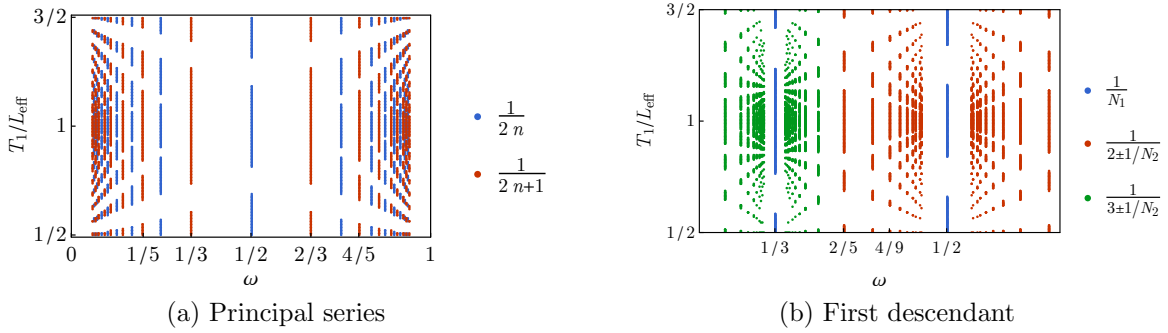 3/2
T₁/L_eff
1
1/2
0 1/5 1/3 1/2 2/3 4/5 1
ω
1/(2 n)
1/(2 n+1)
(a) Principal series
3/2
T₁/L_eff
1
1/2
1/3 2/5 4/9 1/2
ω
1/N₁
1/(2±1/N₂)
1/(3±1/N₂)
(b) First descendant